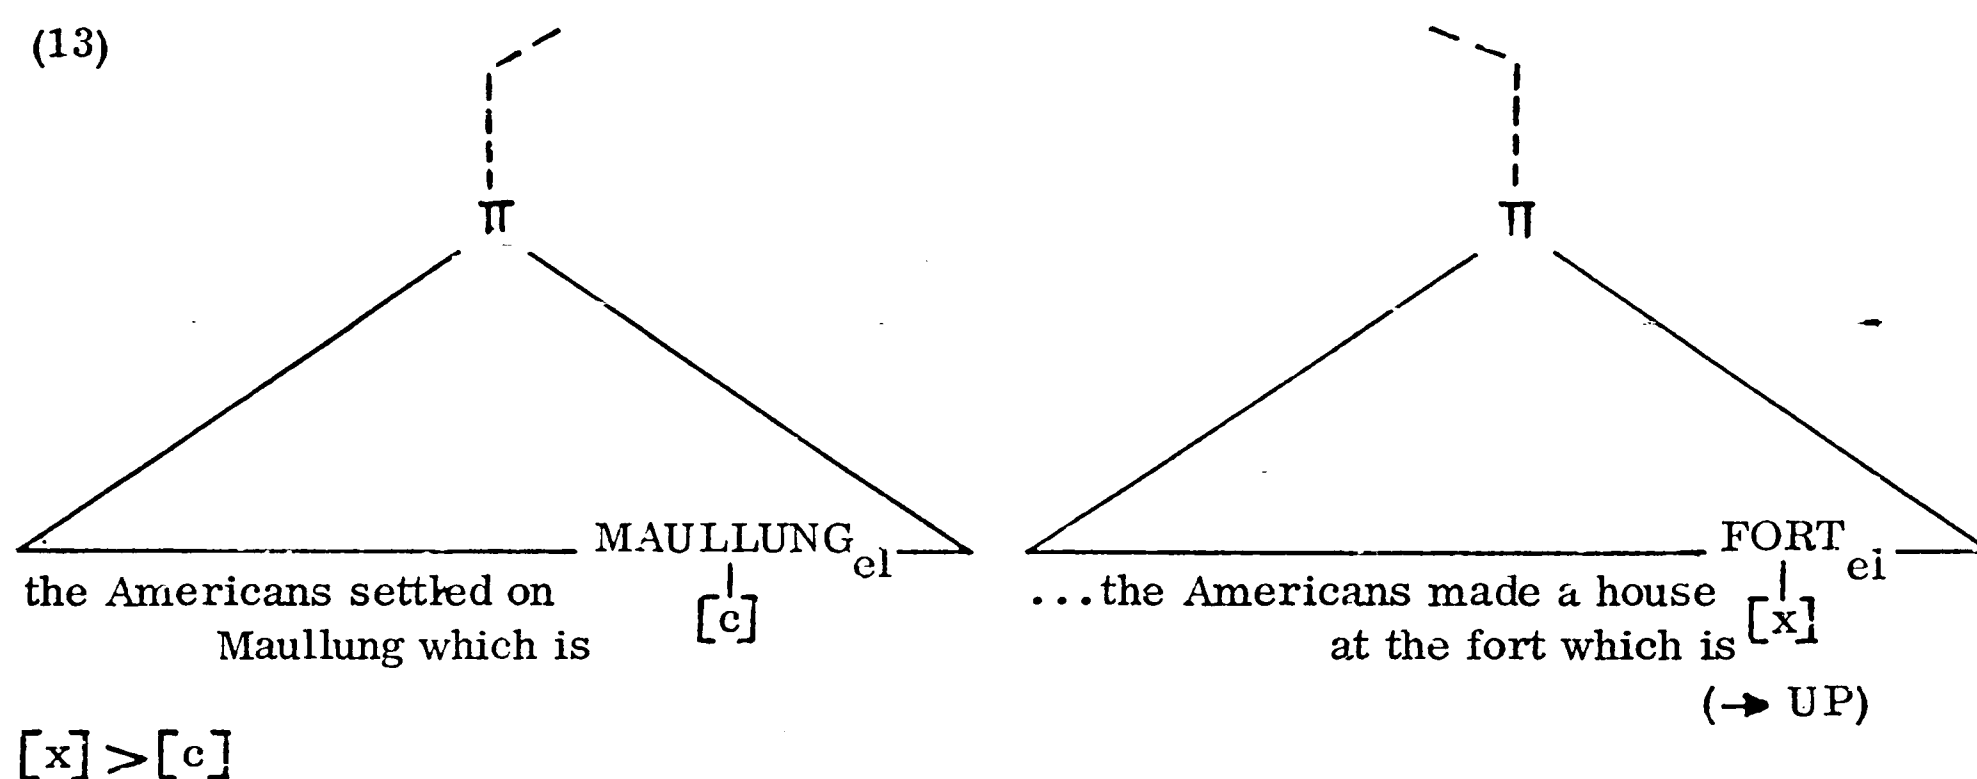 (13)
π π
MAULLUNG el FORT ei
the Americans settled on [c] ...the Americans made a house [x]
Maullung which is at the fort which is
(→ UP)
[x] > [c]